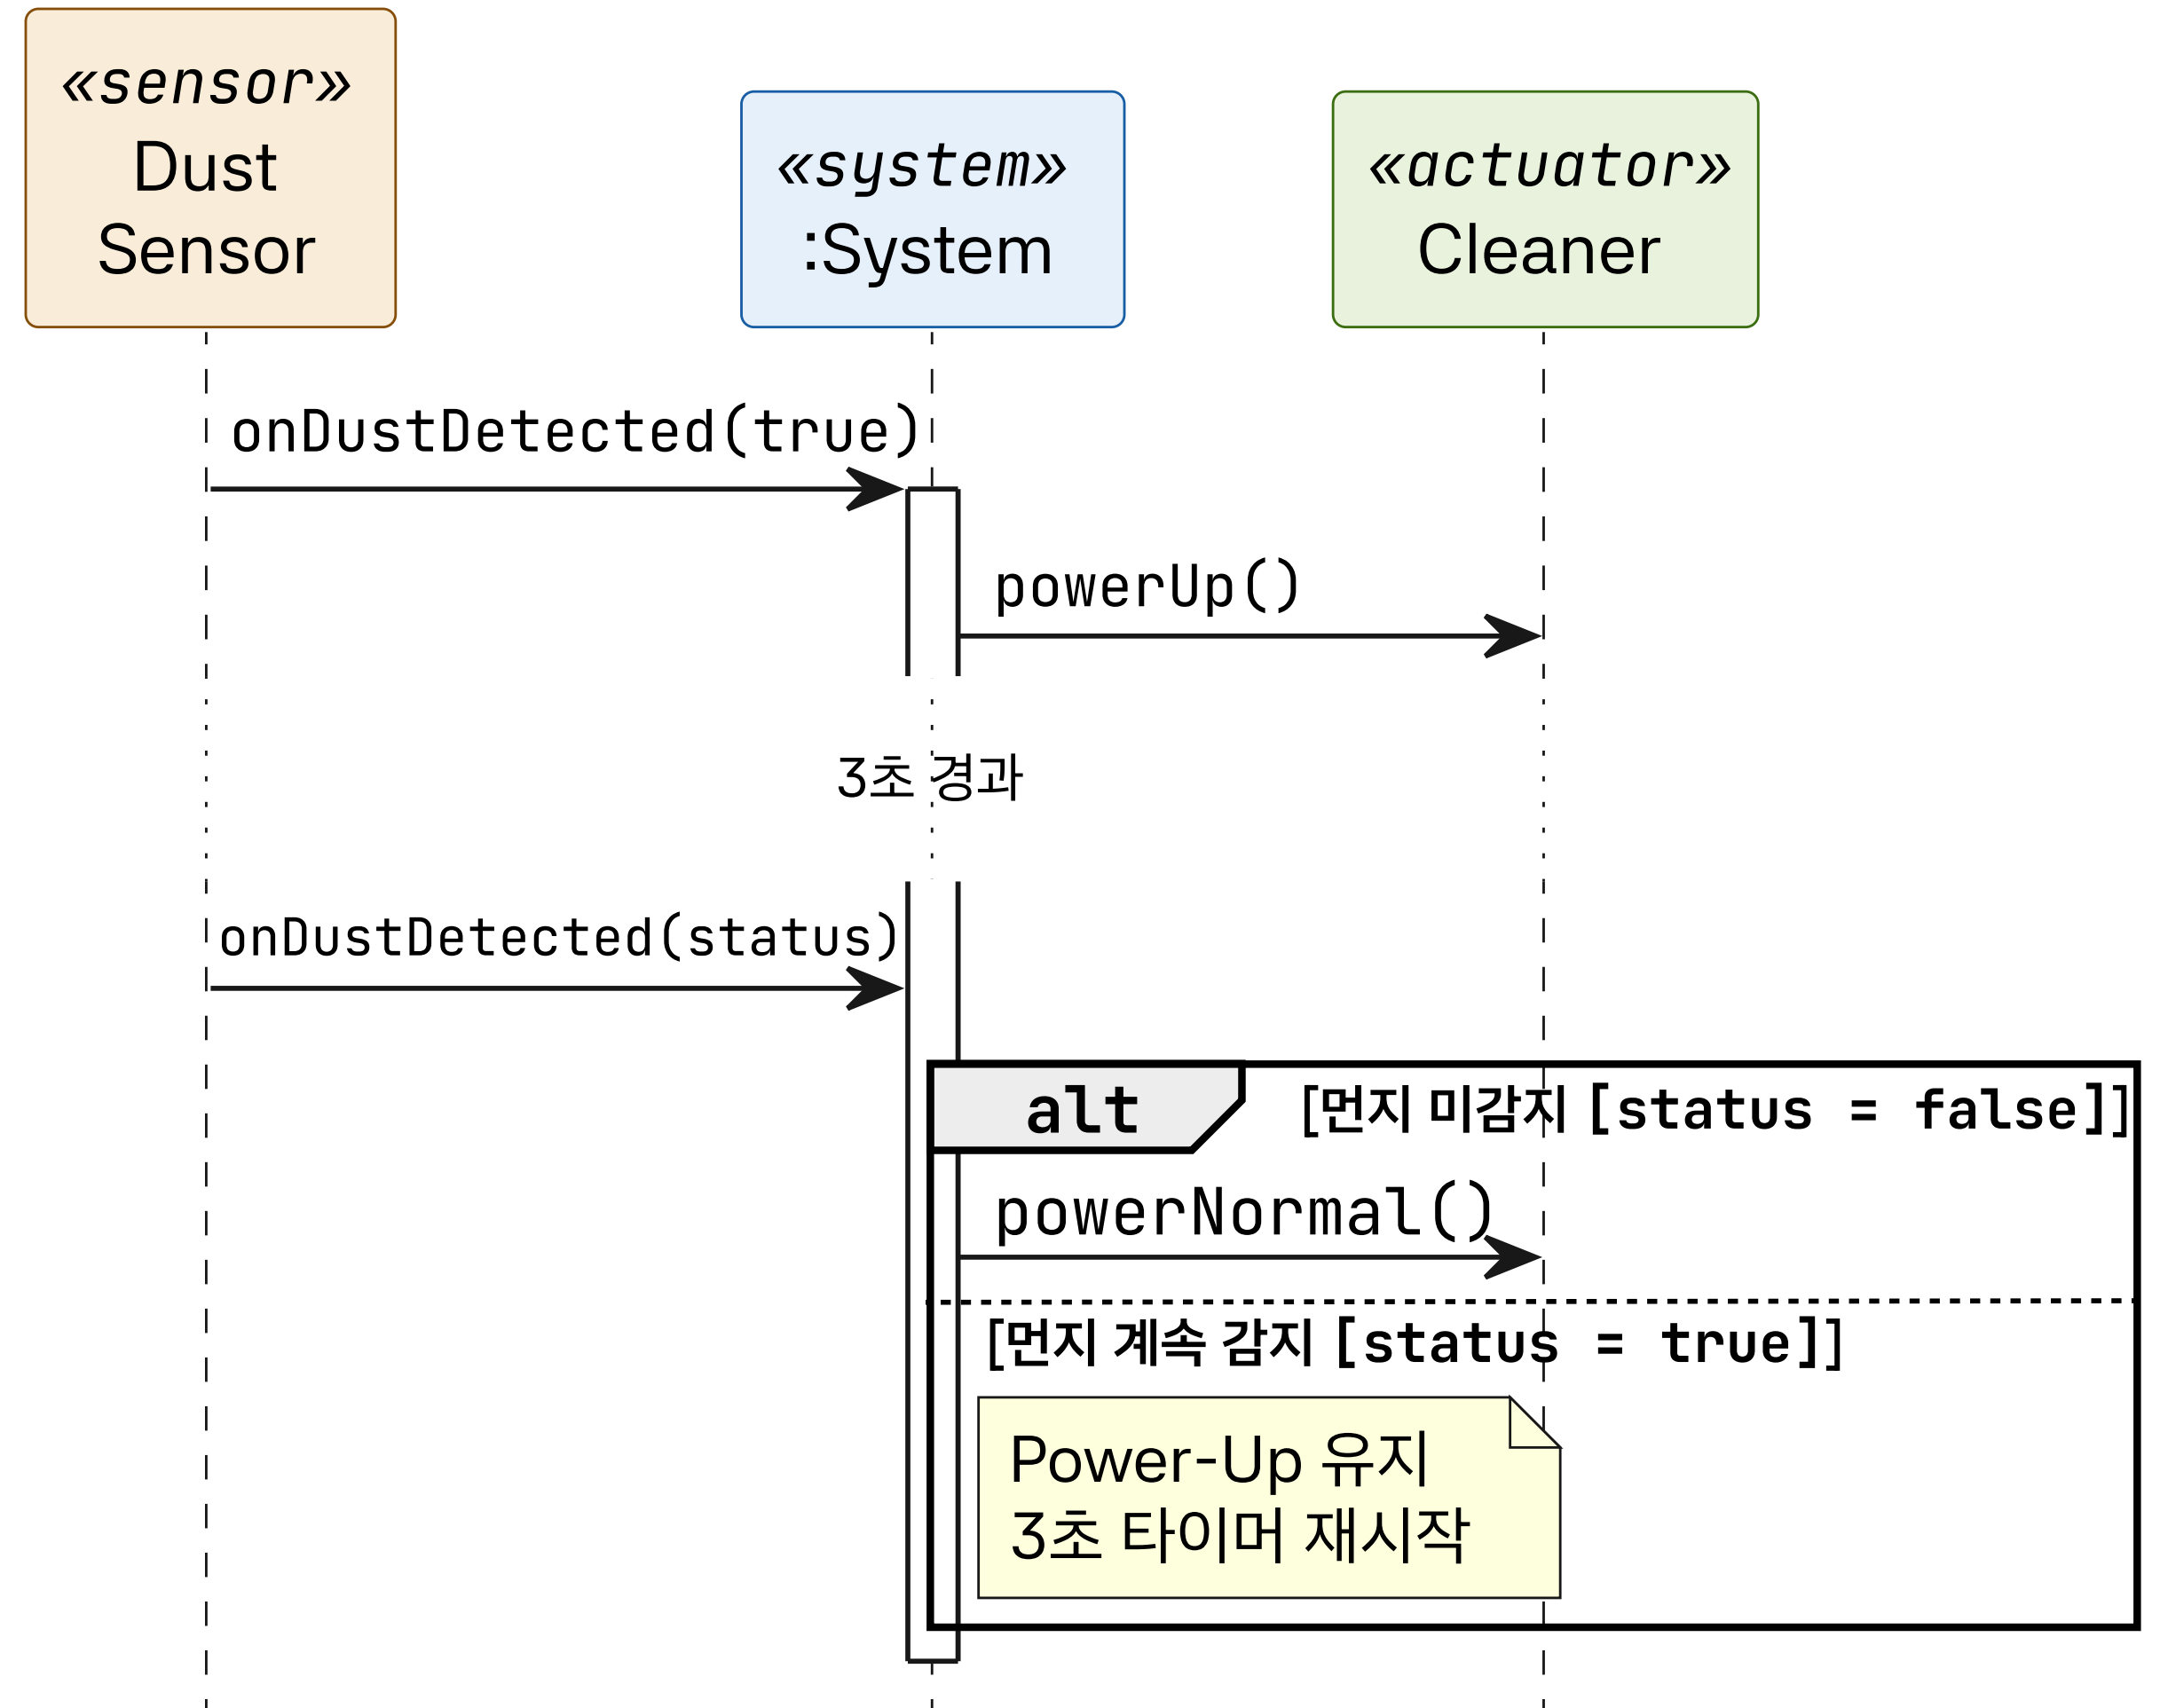 «sensor»
Dust
Sensor
«system»
:System
«actuator»
Cleaner
onDustDetected(true)
powerUp()
3초 경과
onDustDetected(status)
alt
[먼지 미감지 [status = false]]
powerNormal()
[먼지 계속 감지 [status = true]]
Power-Up 유지
3초 타이머 재시작